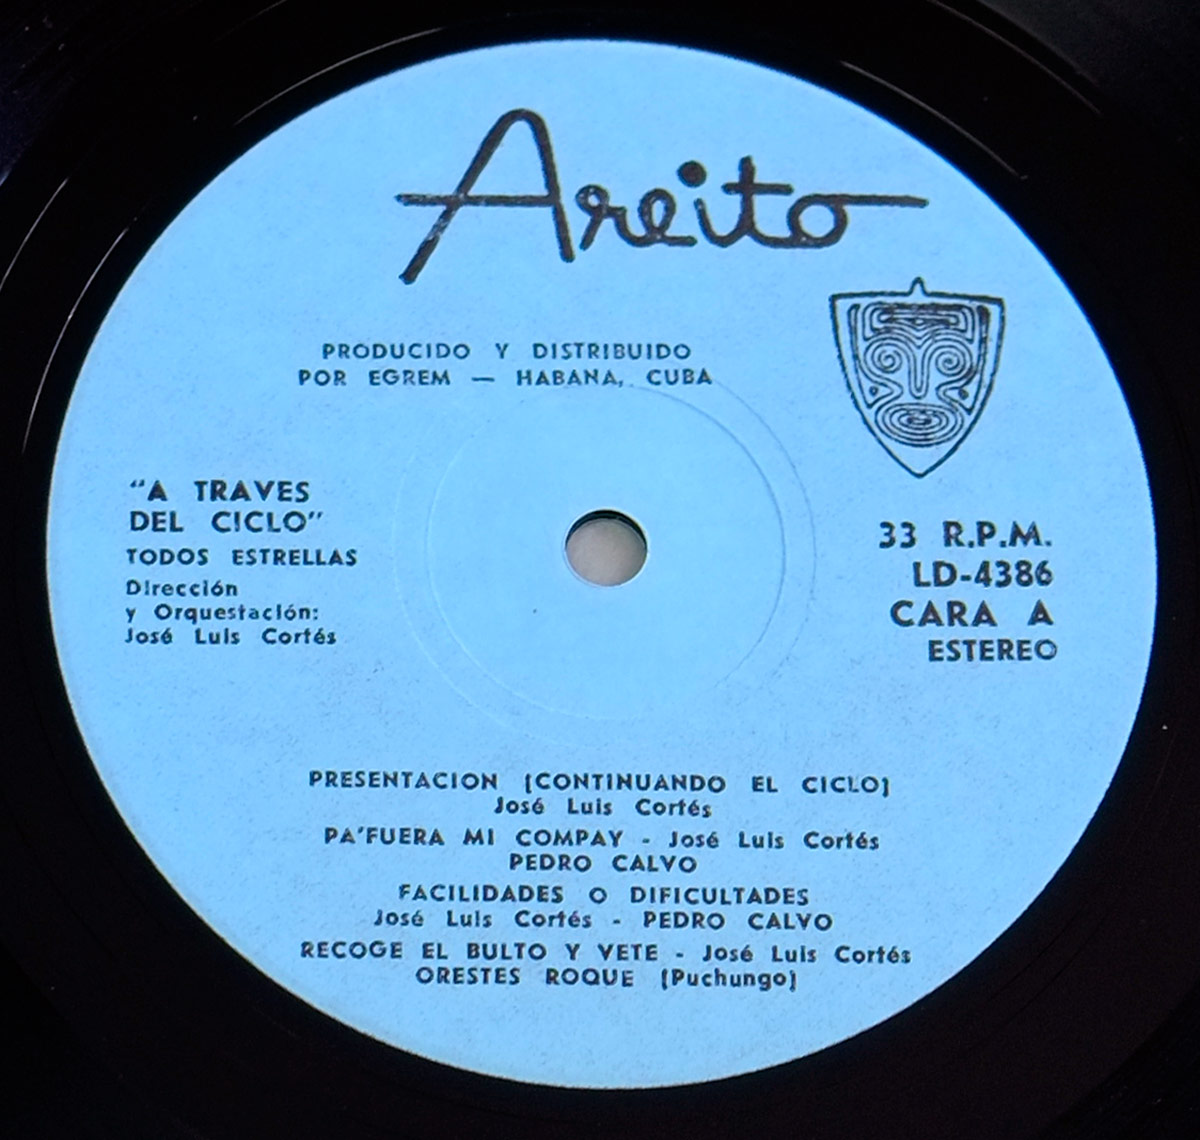 Areito
PRODUCIDO Y DISTRIBUIDO
POR EGREM — HABANA, CUBA
"A TRAVES
DEL CICLO"
TODOS ESTRELLAS
Dirección
y Orquestación:
José Luis Cortés
33 R.P.M.
LD-4386
CARA A
ESTEREO
PRESENTACION [CONTINUANDO EL CICLO]
José Luis Cortés
PA'FUERA MI COMPAY - José Luis Cortés
PEDRO CALVO
FACILIDADES O DIFICULTADES
José Luis Cortés - PEDRO CALVO
RECOGE EL BULTO Y VETE - José Luis Cortés
ORESTES ROQUE [Puchungo]